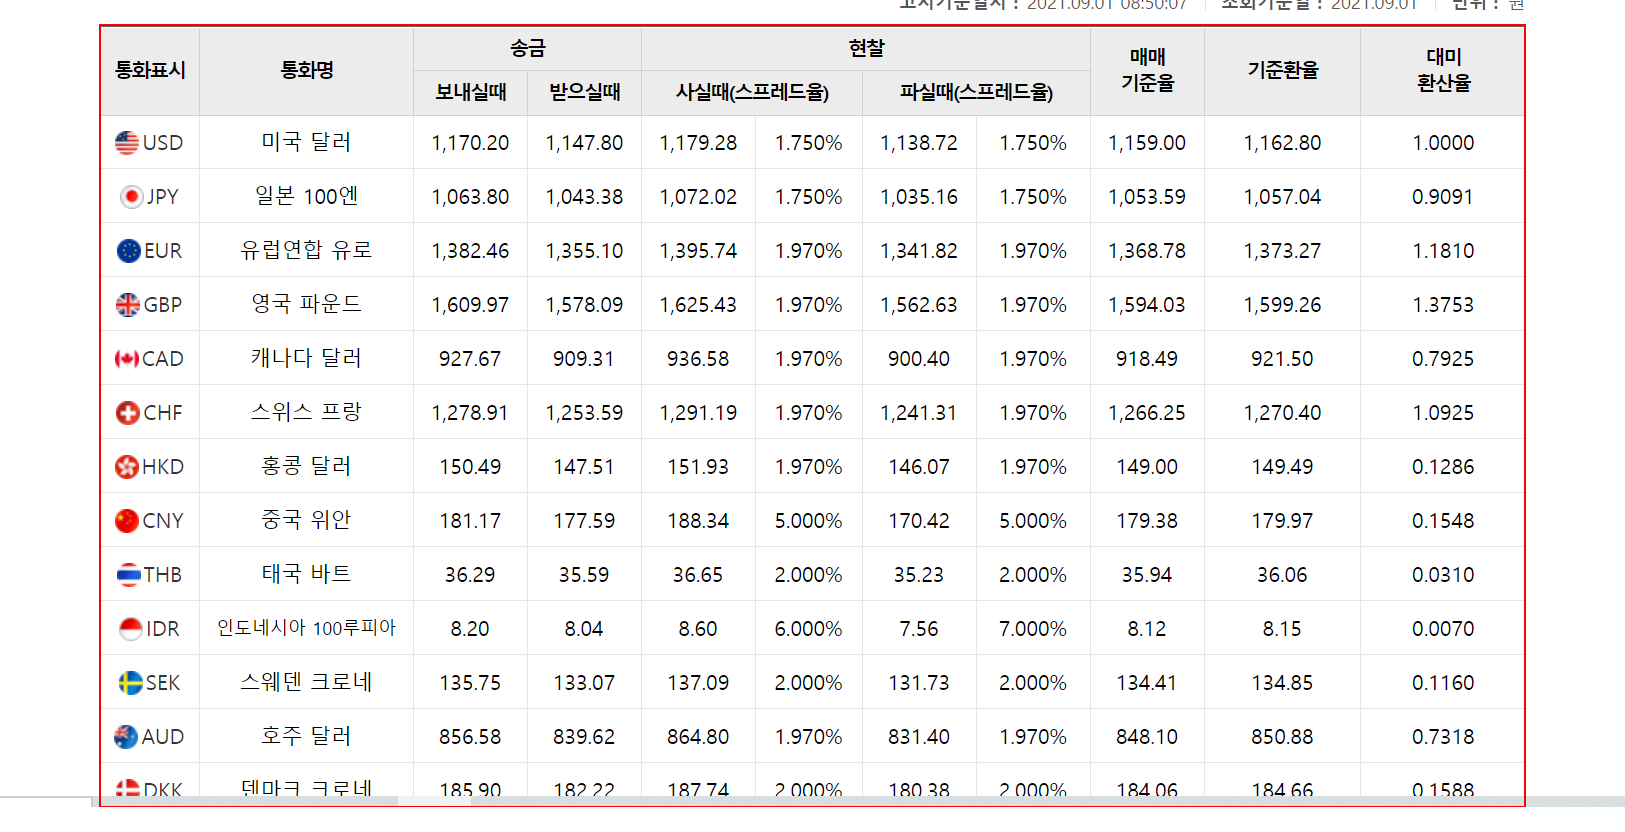 고시기준일시 : 2021.09.01 08:50:07 조회기준일 : 2021.09.01 단위 : 원
통화표시 통화명 송금 현찰 매매 기준율 기준환율 대미 환산율
보내실때 받으실때 사실때(스프레드율) 파실때(스프레드율)
USD 미국 달러 1,170.20 1,147.80 1,179.28 1.750% 1,138.72 1.750% 1,159.00 1,162.80 1.0000
JPY 일본 100엔 1,063.80 1,043.38 1,072.02 1.750% 1,035.16 1.750% 1,053.59 1,057.04 0.9091
EUR 유럽연합 유로 1,382.46 1,355.10 1,395.74 1.970% 1,341.82 1.970% 1,368.78 1,373.27 1.1810
GBP 영국 파운드 1,609.97 1,578.09 1,625.43 1.970% 1,562.63 1.970% 1,594.03 1,599.26 1.3753
CAD 캐나다 달러 927.67 909.31 936.58 1.970% 900.40 1.970% 918.49 921.50 0.7925
CHF 스위스 프랑 1,278.91 1,253.59 1,291.19 1.970% 1,241.31 1.970% 1,266.25 1,270.40 1.0925
HKD 홍콩 달러 150.49 147.51 151.93 1.970% 146.07 1.970% 149.00 149.49 0.1286
CNY 중국 위안 181.17 177.59 188.34 5.000% 170.42 5.000% 179.38 179.97 0.1548
THB 태국 바트 36.29 35.59 36.65 2.000% 35.23 2.000% 35.94 36.06 0.0310
IDR 인도네시아 100루피아 8.20 8.04 8.60 6.000% 7.56 7.000% 8.12 8.15 0.0070
SEK 스웨덴 크로네 135.75 133.07 137.09 2.000% 131.73 2.000% 134.41 134.85 0.1160
AUD 호주 달러 856.58 839.62 864.80 1.970% 831.40 1.970% 848.10 850.88 0.7318
DKK 덴마크 크로네 185.90 182.22 187.74 2.000% 180.38 2.000% 184.06 184.66 0.1588